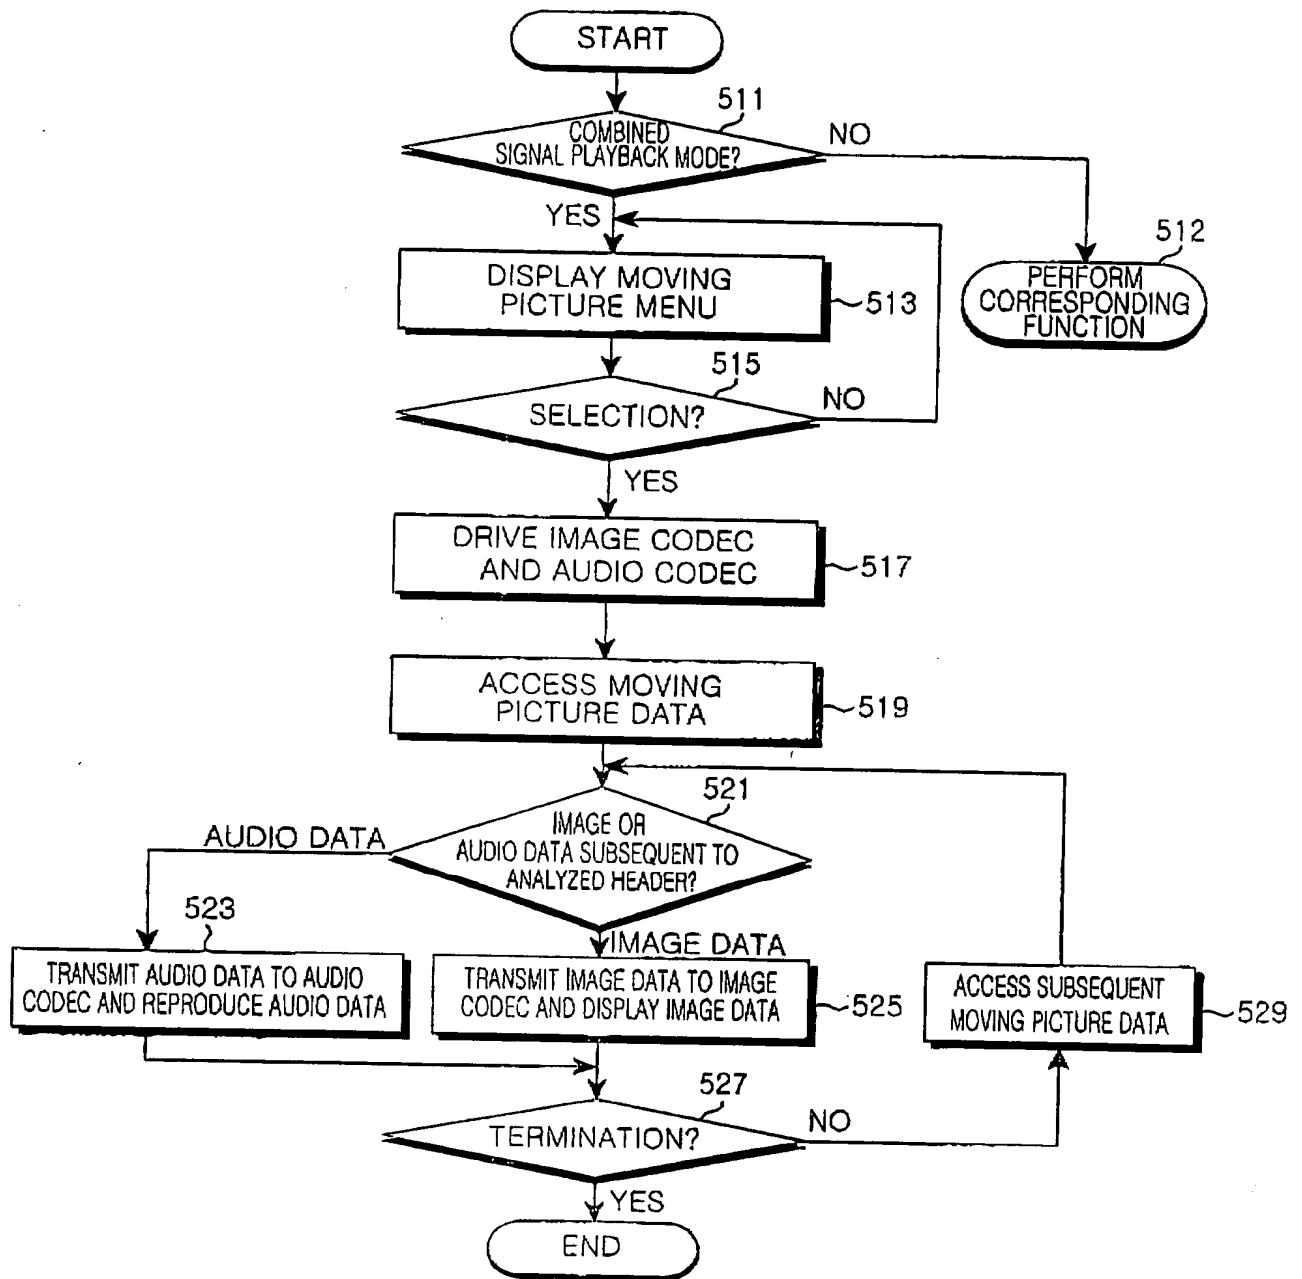 START
511
COMBINED
SIGNAL PLAYBACK MODE?
NO
YES
512
PERFORM
CORRESPONDING
FUNCTION
DISPLAY MOVING
PICTURE MENU
513
515
SELECTION?
NO
YES
DRIVE IMAGE CODEC
AND AUDIO CODEC
517
ACCESS MOVING
PICTURE DATA
519
521
IMAGE OR
AUDIO DATA SUBSEQUENT TO
ANALYZED HEADER?
AUDIO DATA
IMAGE DATA
523
TRANSMIT AUDIO DATA TO AUDIO
CODEC AND REPRODUCE AUDIO DATA
TRANSMIT IMAGE DATA TO IMAGE
CODEC AND DISPLAY IMAGE DATA
525
ACCESS SUBSEQUENT
MOVING PICTURE DATA
529
527
TERMINATION?
NO
YES
END